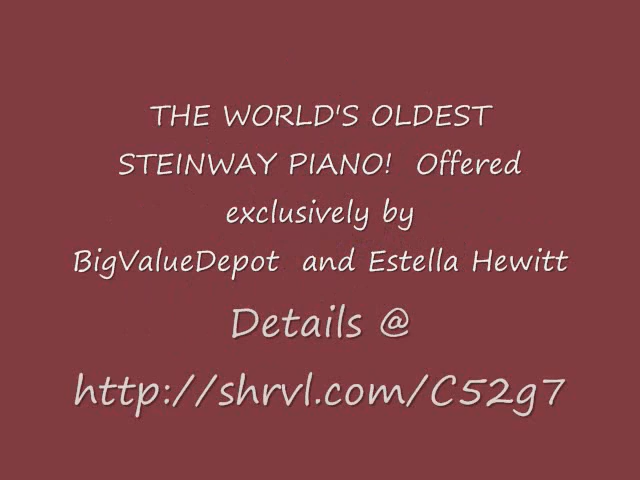 THE WORLD'S OLDEST
STEINWAY PIANO!  Offered
exclusively by
BigValueDepot  and Estella Hewitt
Details @
http://shrvl.com/C52g7